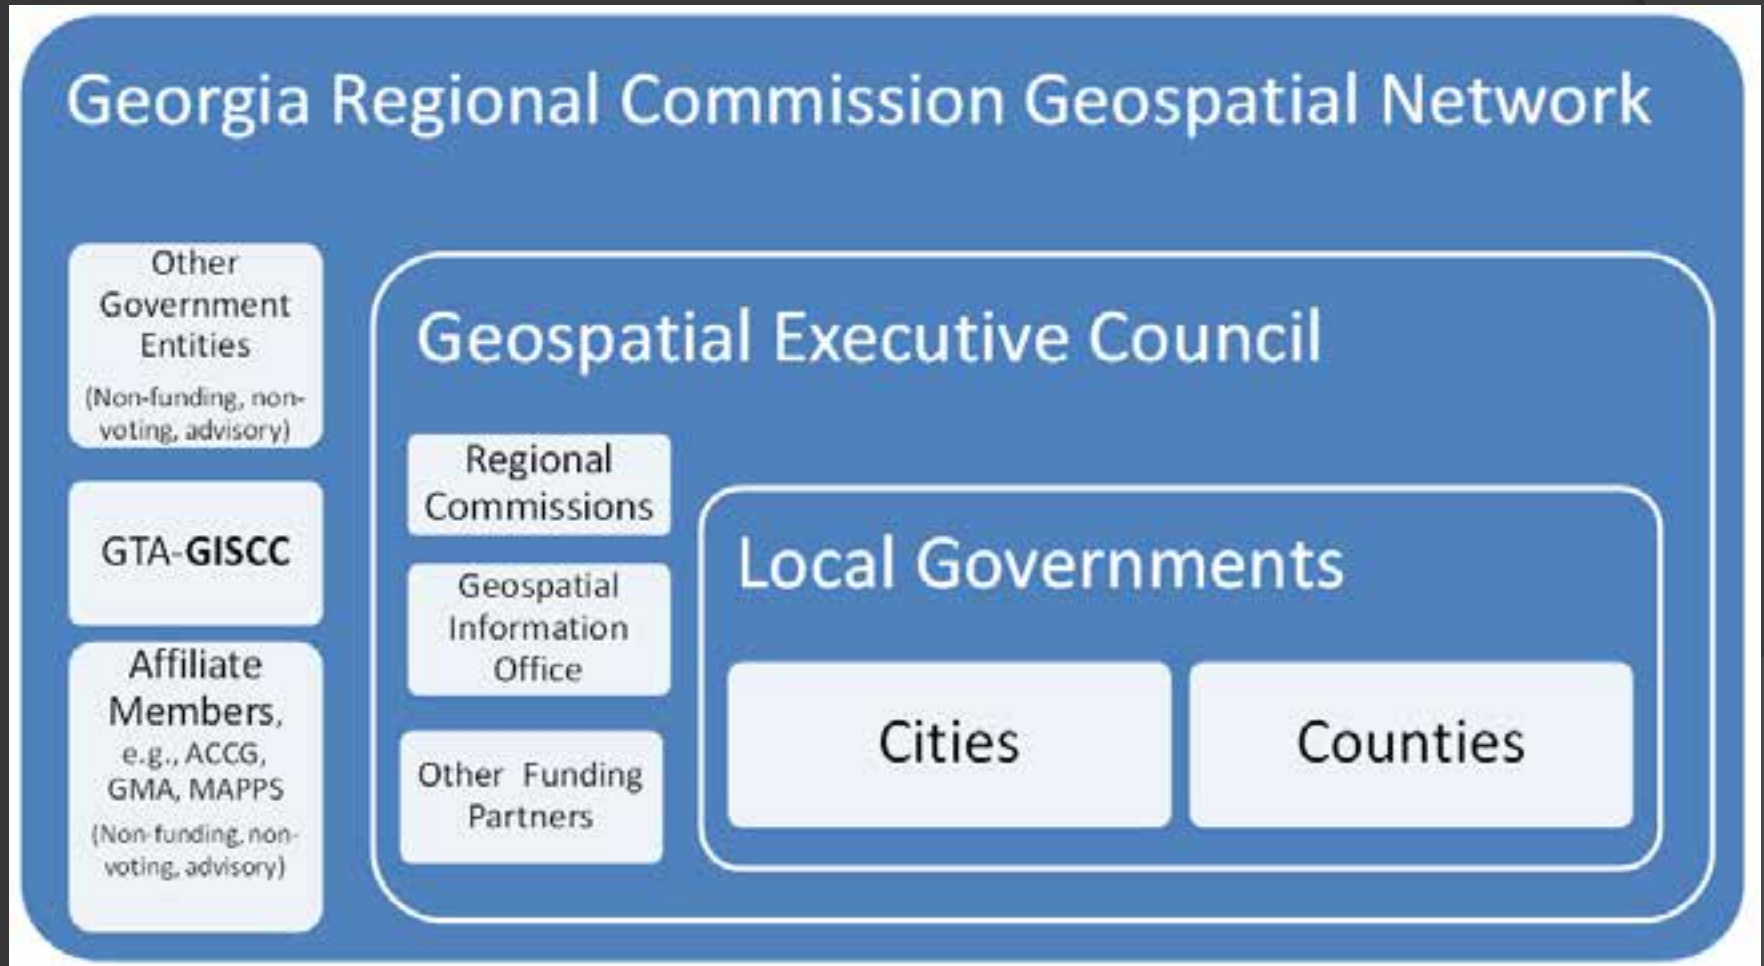 Georgia Regional Commission Geospatial Network
Other
Government
Entities
(Non-funding, non-
voting, advisory)
GTA-GISCC
Affiliate
Members,
e.g., ACCG,
GMA, MAPPS
(Non-funding, non-
voting, advisory)
Geospatial Executive Council
Regional
Commissions
Geospatial
Information
Office
Other Funding
Partners
Local Governments
Cities
Counties